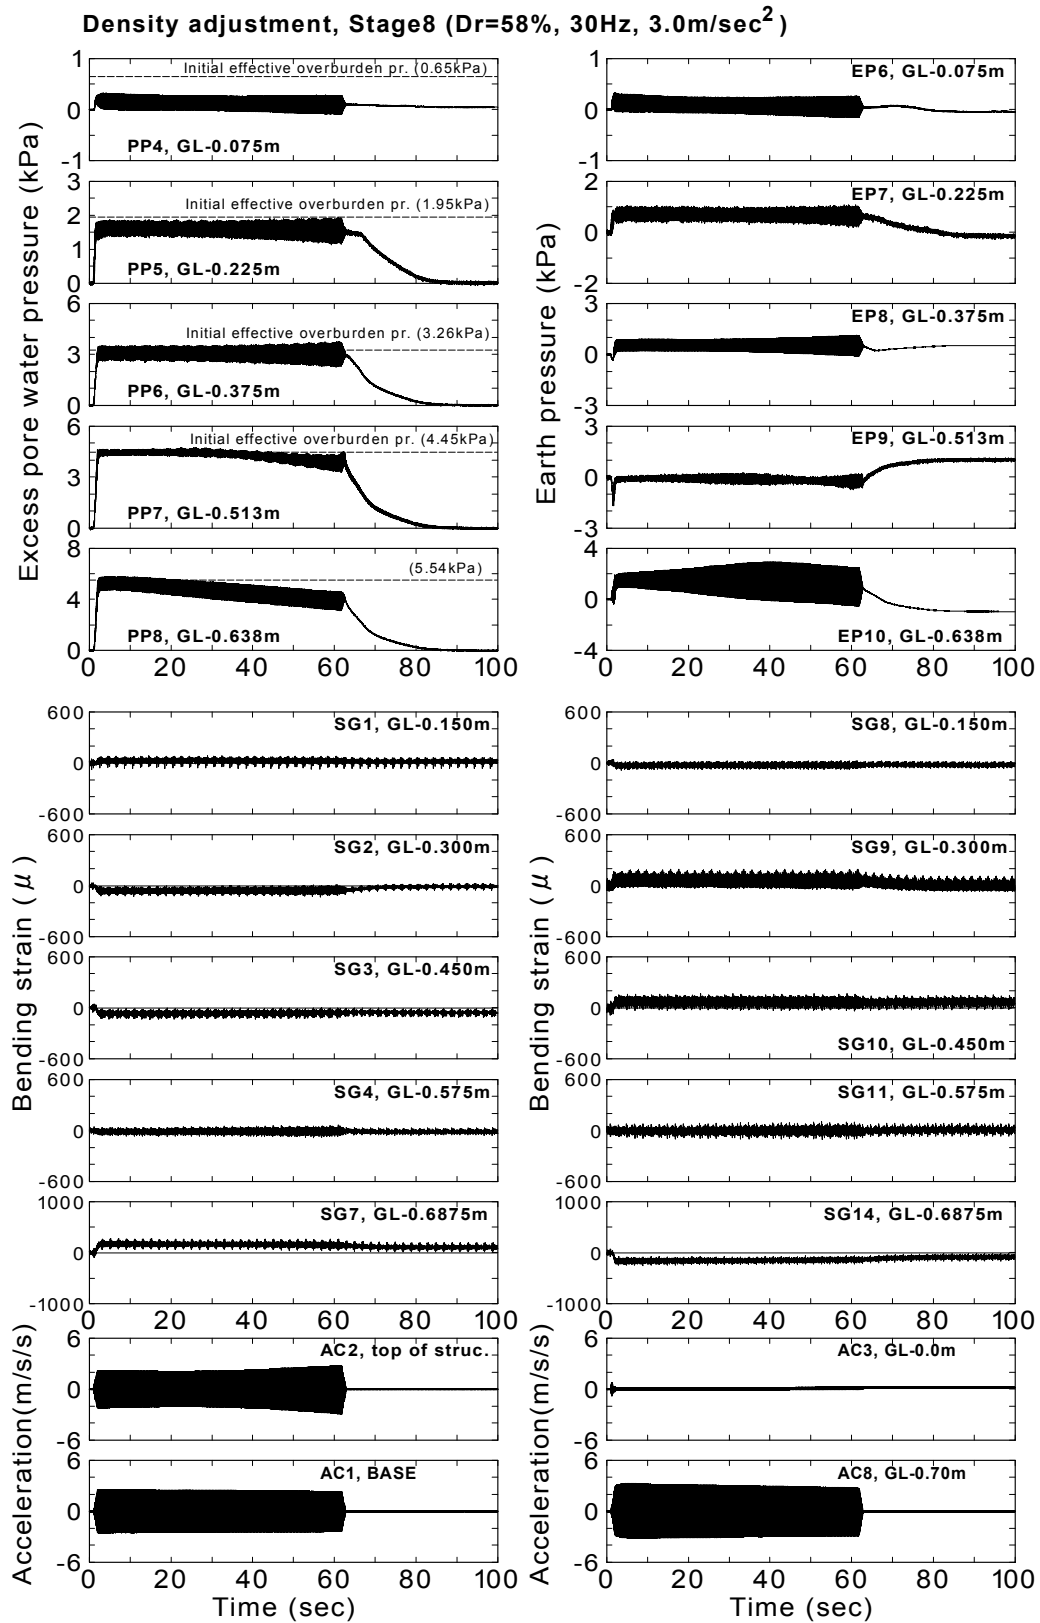 Density adjustment, Stage8 (Dr=58%, 30Hz, 3.0m/sec²)
Excess pore water pressure (kPa)
1
0
-1
Initial effective overburden pr. (0.65kPa)
PP4, GL-0.075m
3
2
1
0
Initial effective overburden pr. (1.95kPa)
PP5, GL-0.225m
6
3
0
Initial effective overburden pr. (3.26kPa)
PP6, GL-0.375m
6
3
0
Initial effective overburden pr. (4.45kPa)
PP7, GL-0.513m
8
4
0
(5.54kPa)
PP8, GL-0.638m
0 20 40 60 80 100
Earth pressure (kPa)
1
0
-1
EP6, GL-0.075m
2
0
-2
EP7, GL-0.225m
3
0
-3
EP8, GL-0.375m
3
0
-3
EP9, GL-0.513m
4
0
-4
EP10, GL-0.638m
0 20 40 60 80 100
Bending strain (μ)
600
0
-600
SG1, GL-0.150m
600
0
-600
SG2, GL-0.300m
600
0
-600
SG3, GL-0.450m
600
0
-600
SG4, GL-0.575m
1000
0
-1000
SG7, GL-0.6875m
0 20 40 60 80 100
Bending strain (μ)
600
0
-600
SG8, GL-0.150m
600
0
-600
SG9, GL-0.300m
600
0
-600
SG10, GL-0.450m
600
0
-600
SG11, GL-0.575m
1000
0
-1000
SG14, GL-0.6875m
0 20 40 60 80 100
Acceleration(m/s/s)
6
0
-6
AC2, top of struc.
6
0
-6
AC1, BASE
0 20 40 60 80 100
Time (sec)
Acceleration(m/s/s)
6
0
-6
AC3, GL-0.0m
6
0
-6
AC8, GL-0.70m
0 20 40 60 80 100
Time (sec)